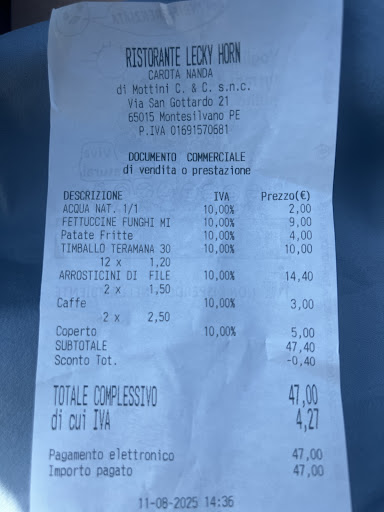 RISTORANTE LECKY HORN
CAROTA NANDA
di Mottini C. & C. s.n.c.
Via San Gottardo 21
65015 Montesilvano PE
P.IVA 01691570681
DOCUMENTO COMMERCIALE
di vendita o prestazione
DESCRIZIONE IVA Prezzo(€)
ACQUA NAT. 1/1 10,00% 2,00
FETTUCCINE FUNGHI MI 10,00% 9,00
Patate Fritte 10,00% 4,00
TIMBALLO TERAMANA 30 10,00% 10,00
12 x 1,20
ARROSTICINI DI FILE 10,00% 14,40
2 x 1,50
Caffe 10,00% 3,00
2 x 2,50
Coperto 10,00% 5,00
SUBTOTALE 47,40
Sconto Tot. -0,40
TOTALE COMPLESSIVO 47,00
di cui IVA 4,27
Pagamento elettronico 47,00
Importo pagato 47,00
11-08-2025 14:36